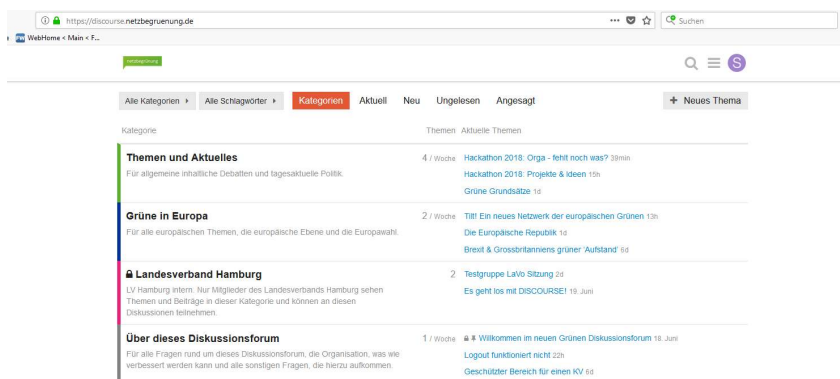 https://discourse.netzbegruenung.de
Suchen
WebHome < Main < F...
netzbegrünung
S
Alle Kategorien
Alle Schlagwörter
Kategorien
Aktuell
Neu
Ungelesen
Angesagt
+ Neues Thema
Kategorie
Themen
Aktuelle Themen
Themen und Aktuelles
Für allgemeine inhaltliche Debatten und tagesaktuelle Politik.
4 / Woche
Hackathon 2018: Orga - fehlt noch was? 39min
Hackathon 2018: Projekte & Ideen 15h
Grüne Grundsätze 1d
Grüne in Europa
Für alle europäischen Themen, die europäische Ebene und die Europawahl.
2 / Woche
Tilt! Ein neues Netzwerk der europäischen Grünen 13h
Die Europäische Republik 1d
Brexit & Grossbritanniens grüner 'Aufstand' 6d
Landesverband Hamburg
LV Hamburg intern. Nur Mitglieder des Landesverbands Hamburg sehen
Themen und Beiträge in dieser Kategorie und können an diesen
Diskussionen teilnehmen.
2
Testgruppe LaVo Sitzung 2d
Es geht los mit DISCOURSE! 19. Juni
Über dieses Diskussionsforum
Für alle Fragen rund um dieses Diskussionsforum, die Organisation, was wie
verbessert werden kann und alle sonstigen Fragen, die hierzu aufkommen.
1 / Woche
Willkommen im neuen Grünen Diskussionsforum 18. Juni
Logout funktioniert nicht 22h
Geschützter Bereich für einen KV 6d